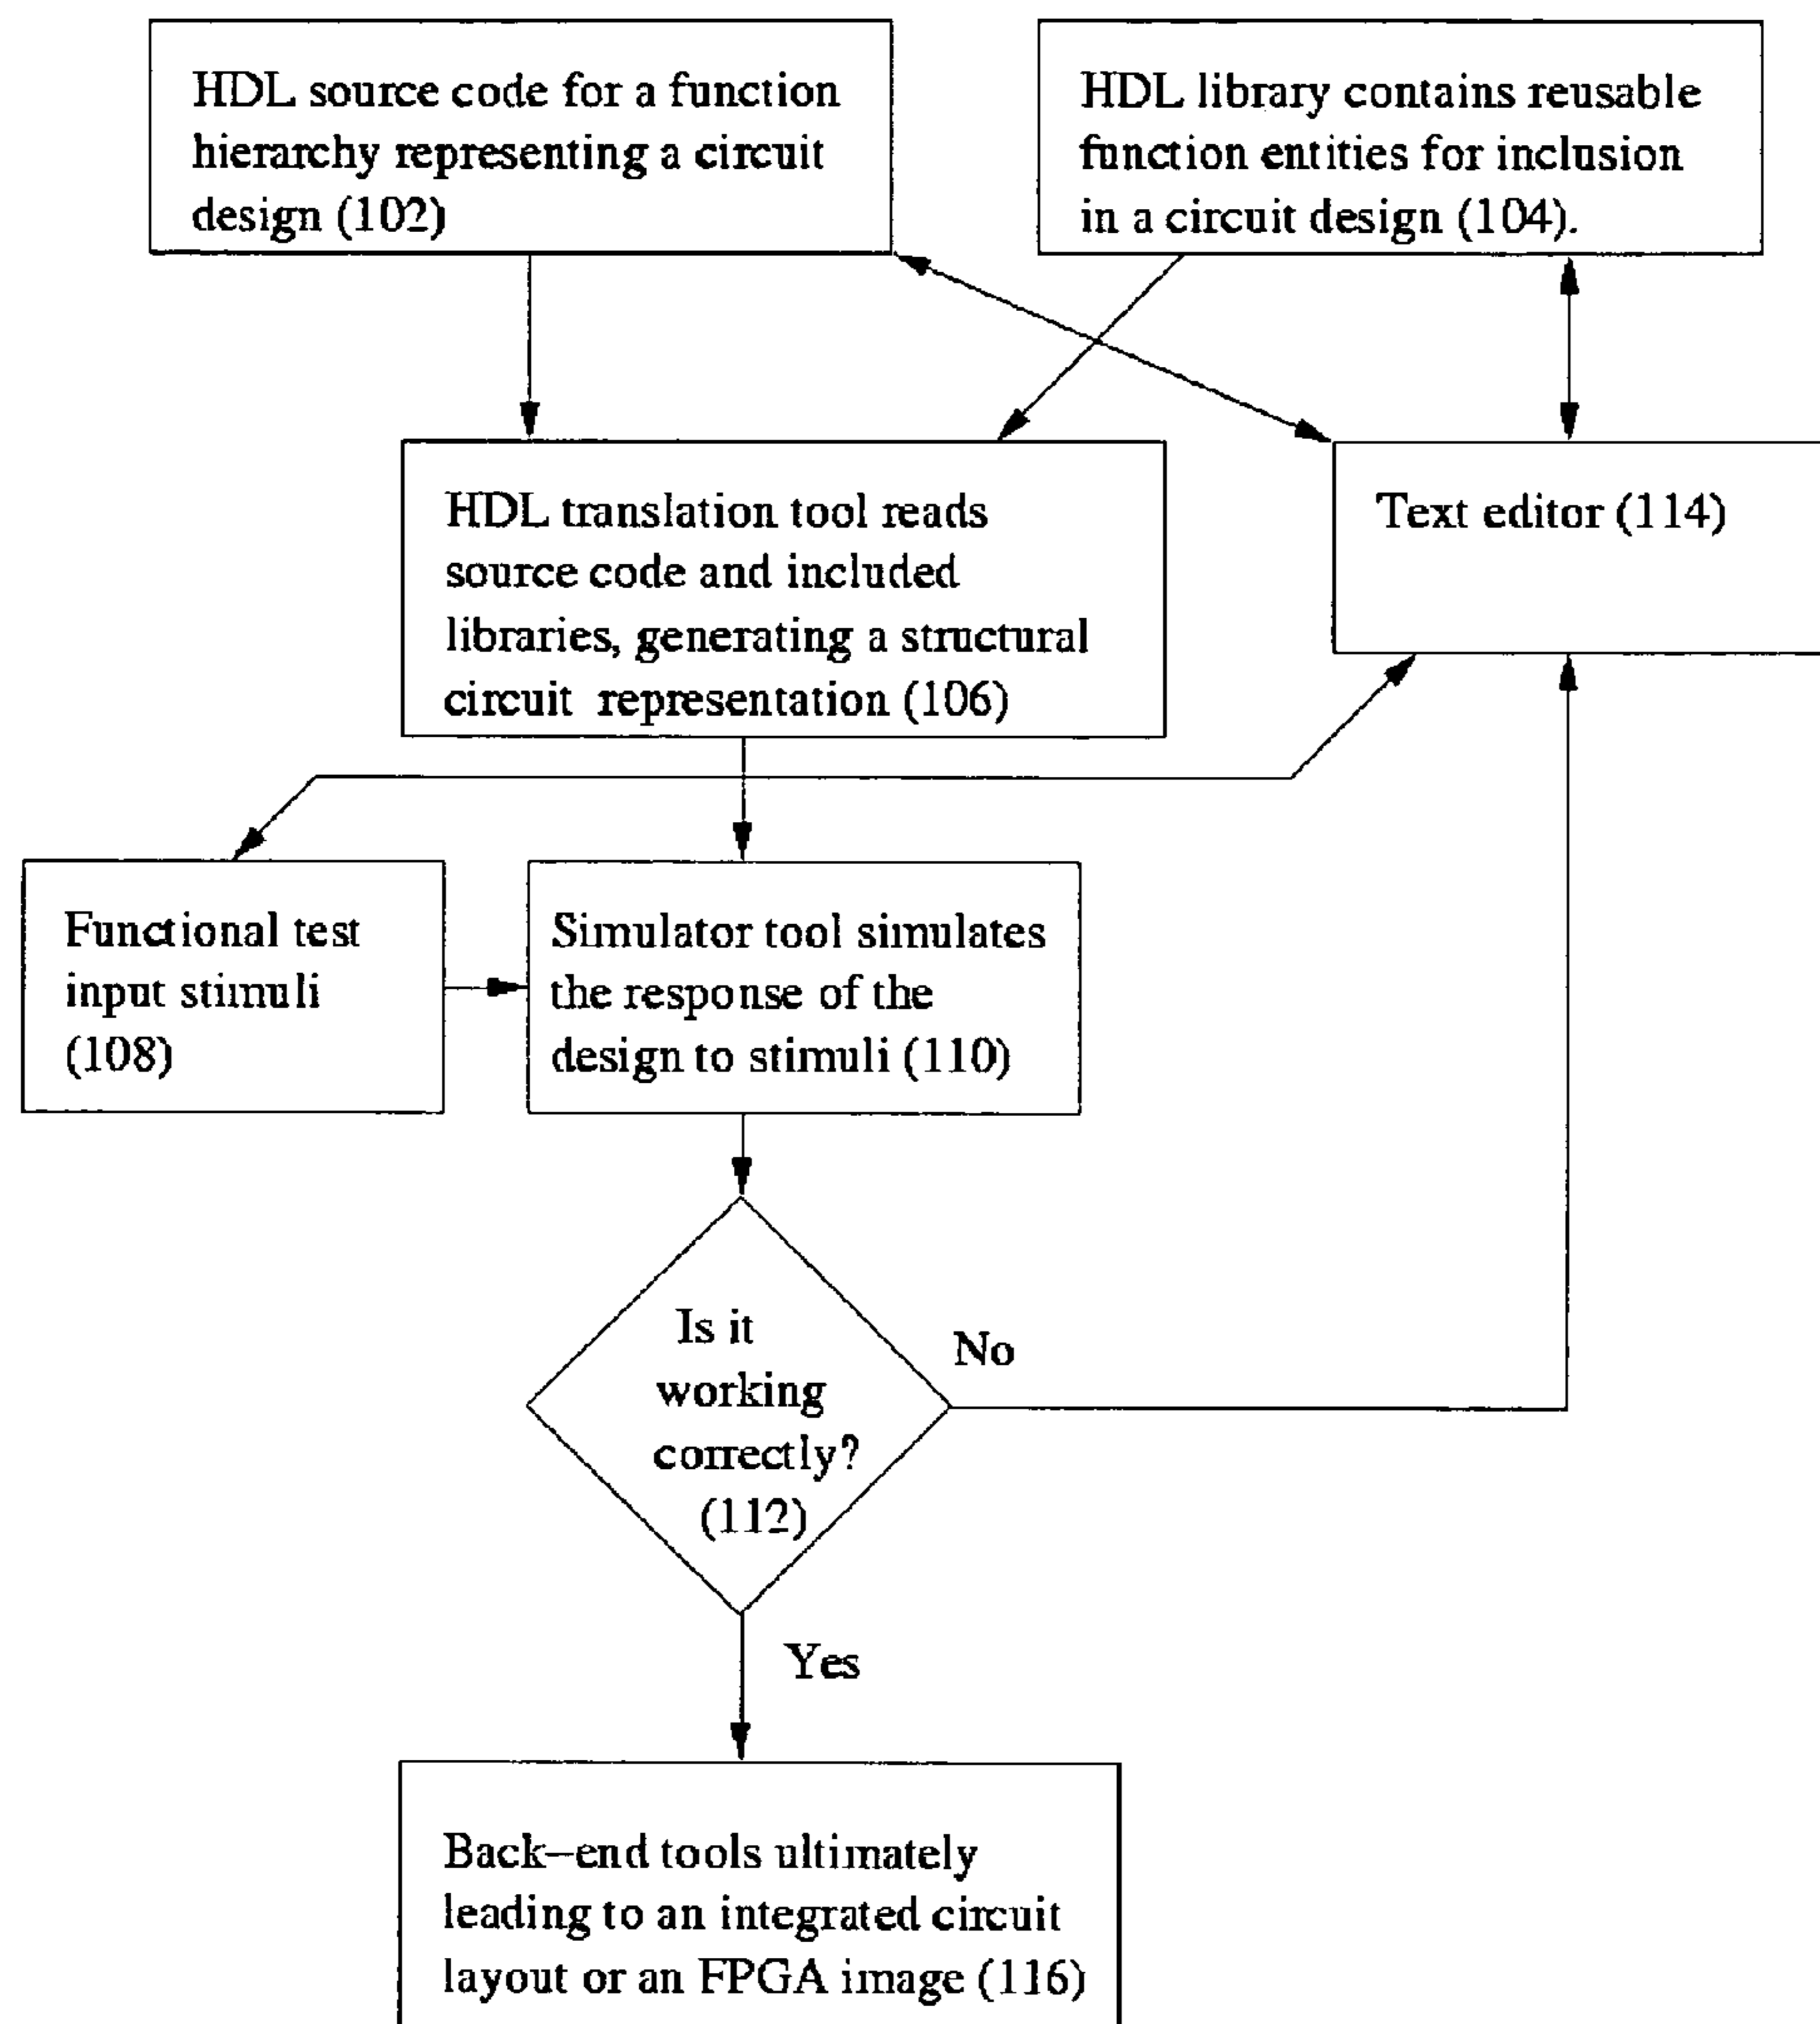 HDL source code for a function
hierarchy representing a circuit
design (102)
HDL library contains reusable
function entities for inclusion
in a circuit design (104).
HDL translation tool reads
source code and included
libraries, generating a structural
circuit representation (106)
Text editor (114)
Functional test
input stimuli
(108)
Simulator tool simulates
the response of the
design to stimuli (110)
Is it
working
correctly?
(112)
No
Yes
Back–end tools ultimately
leading to an integrated circuit
layout or an FPGA image (116)